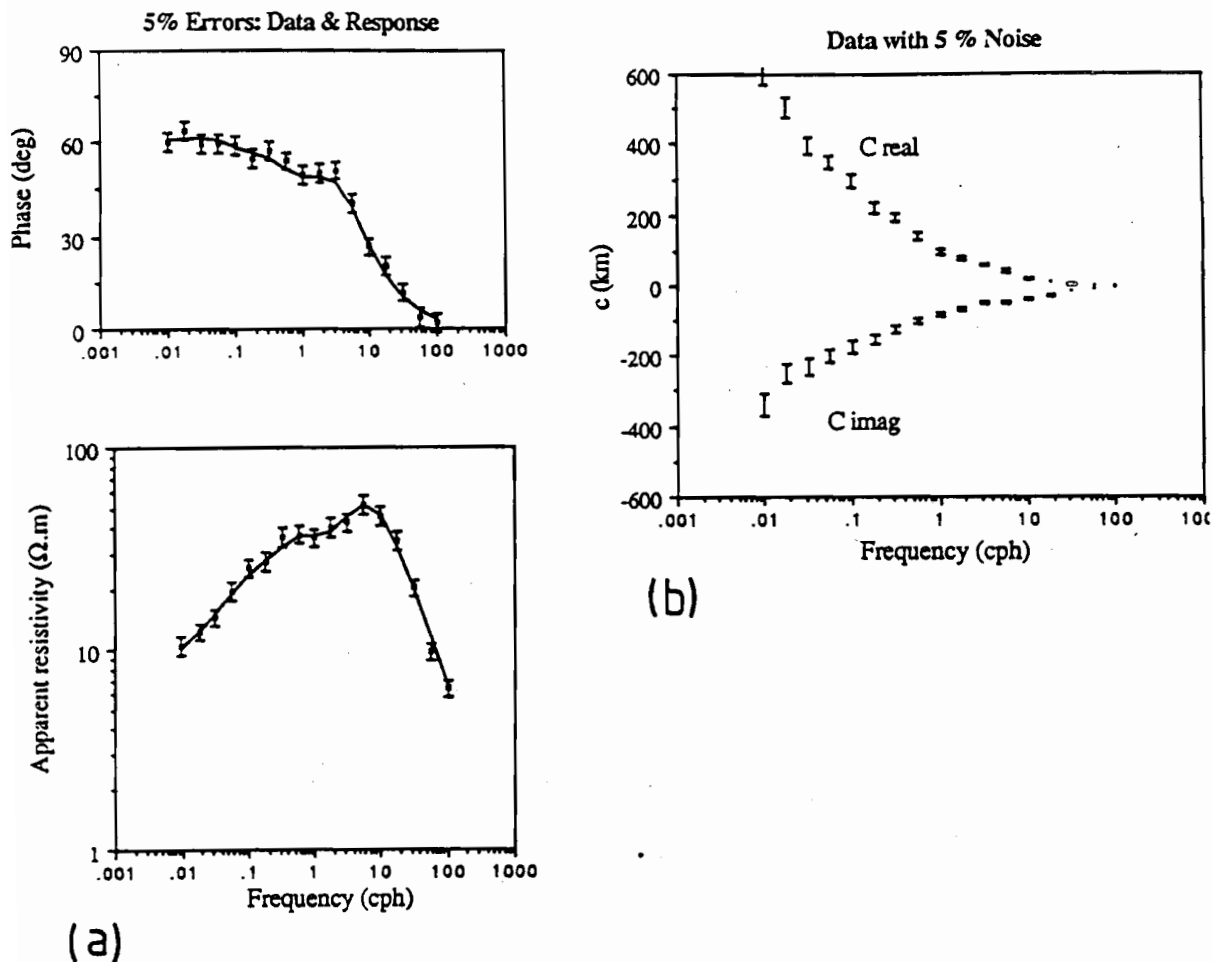 5% Errors: Data & Response
90
60
30
0
Phase (deg)
.001 .01 .1 1 10 100 1000
100
10
1
Apparent resistivity (Ω.m)
.001 .01 .1 1 10 100 1000
Frequency (cph)
(a)
Data with 5 % Noise
600
400
200
0
-200
-400
-600
c (km)
C real
C imag
.001 .01 .1 1 10 100 100
Frequency (cph)
(b)